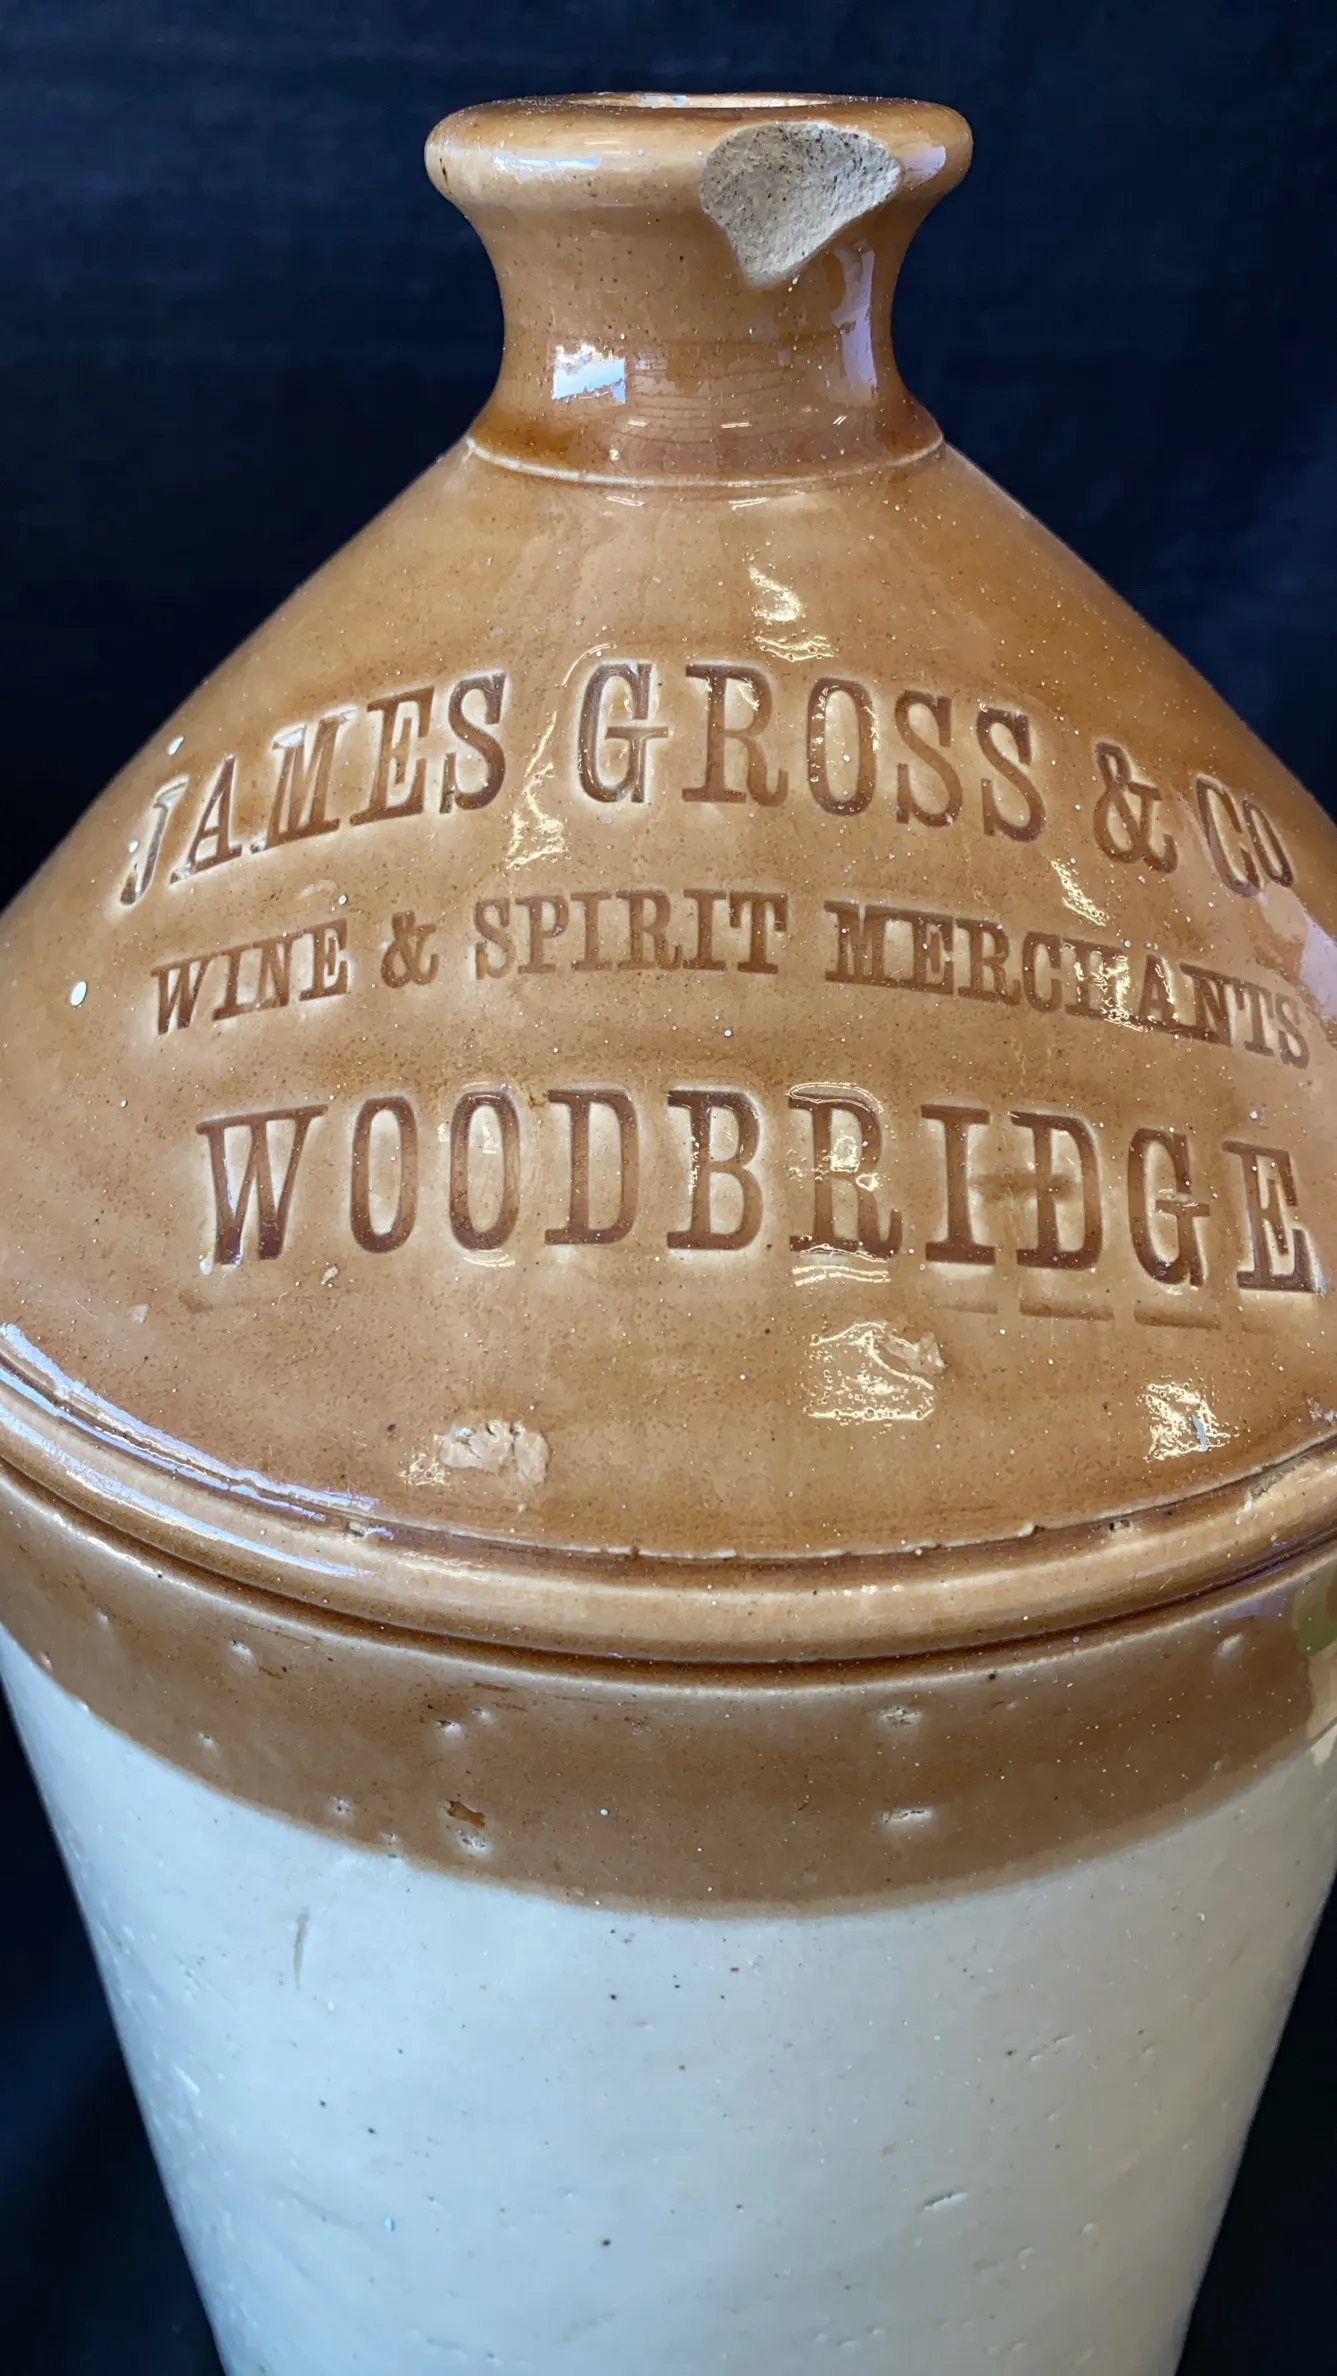 JAMES GROSS & CO
WINE & SPIRIT MERCHANTS
WOODBRIDGE